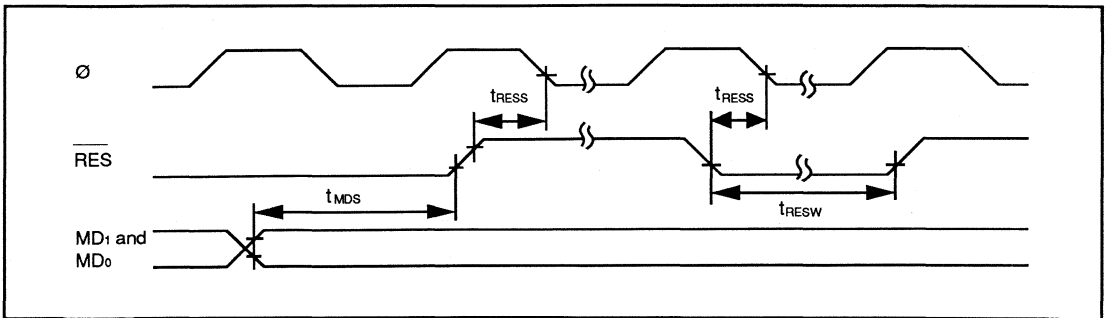 Ø
tRESS
tRESS
RES
tMDS
tRESW
MD1 and
MD0